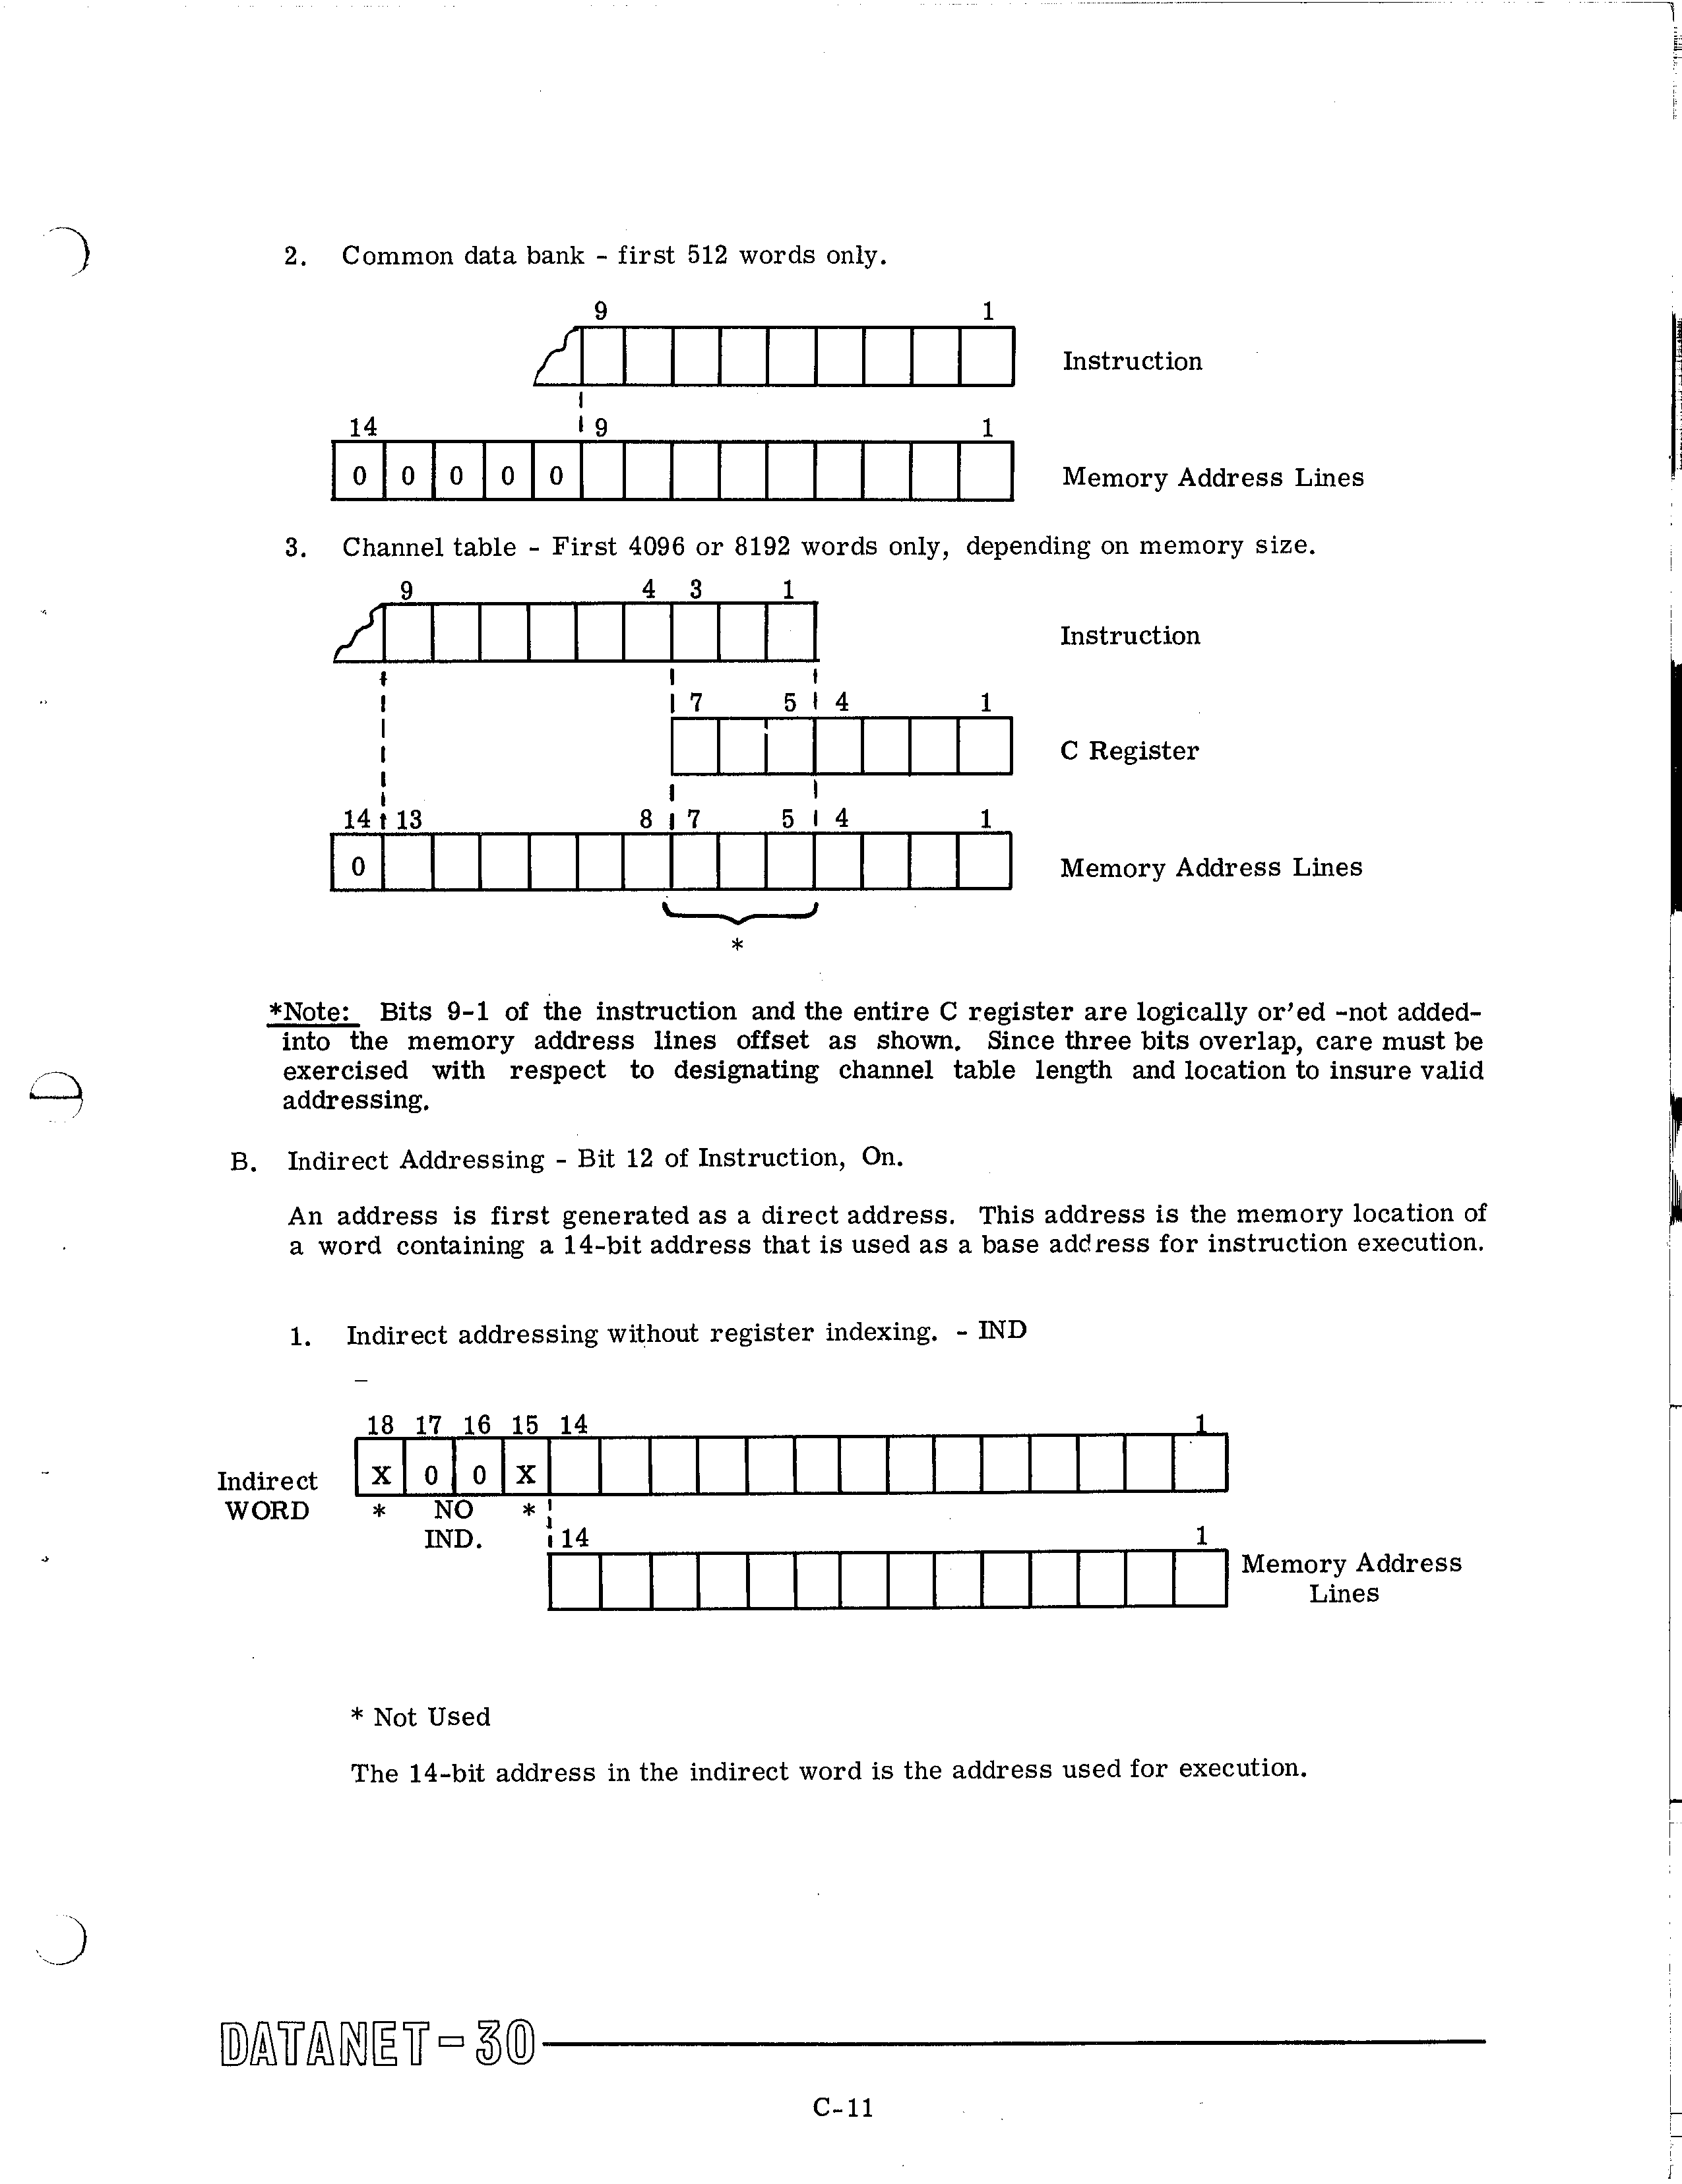 2. Common data bank - first 512 words only.
9 1
Instruction
14 9 1
0 0 0 0 0
Memory Address Lines
3. Channel table - First 4096 or 8192 words only, depending on memory size.
9 4 3 1
Instruction
7 5 4 1
C Register
14 13 8 7 5 4 1
0
Memory Address Lines
*
*Note: Bits 9-1 of the instruction and the entire C register are logically or'ed -not added-
into the memory address lines offset as shown. Since three bits overlap, care must be
exercised with respect to designating channel table length and location to insure valid
addressing.
B. Indirect Addressing - Bit 12 of Instruction, On.
An address is first generated as a direct address. This address is the memory location of
a word containing a 14-bit address that is used as a base address for instruction execution.
1. Indirect addressing without register indexing. - IND
18 17 16 15 14 1
X 0 0 X
Indirect
WORD
* NO *
IND.
14 1
Memory Address
Lines
* Not Used
The 14-bit address in the indirect word is the address used for execution.
DATANET-30
C-11